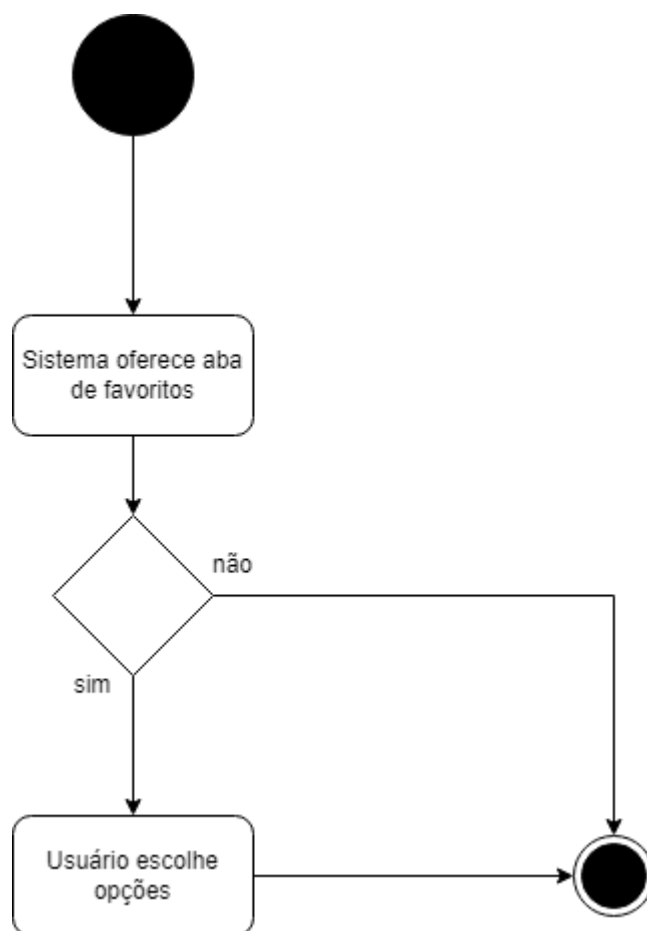 Sistema oferece aba
de favoritos
não
sim
Usuário escolhe
opções